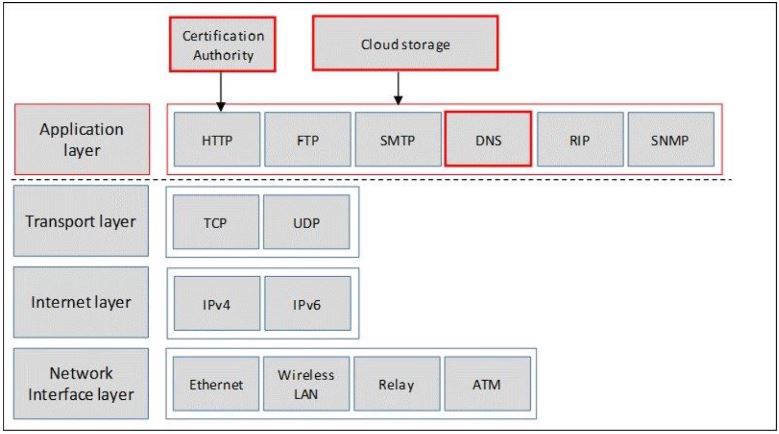 Certification
Authority
Cloud storage
Application
layer
HTTP
FTP
SMTP
DNS
RIP
SNMP
Transport layer
TCP
UDP
Internet layer
IPv4
IPv6
Network
Interface layer
Ethernet
Wireless
LAN
Relay
ATM